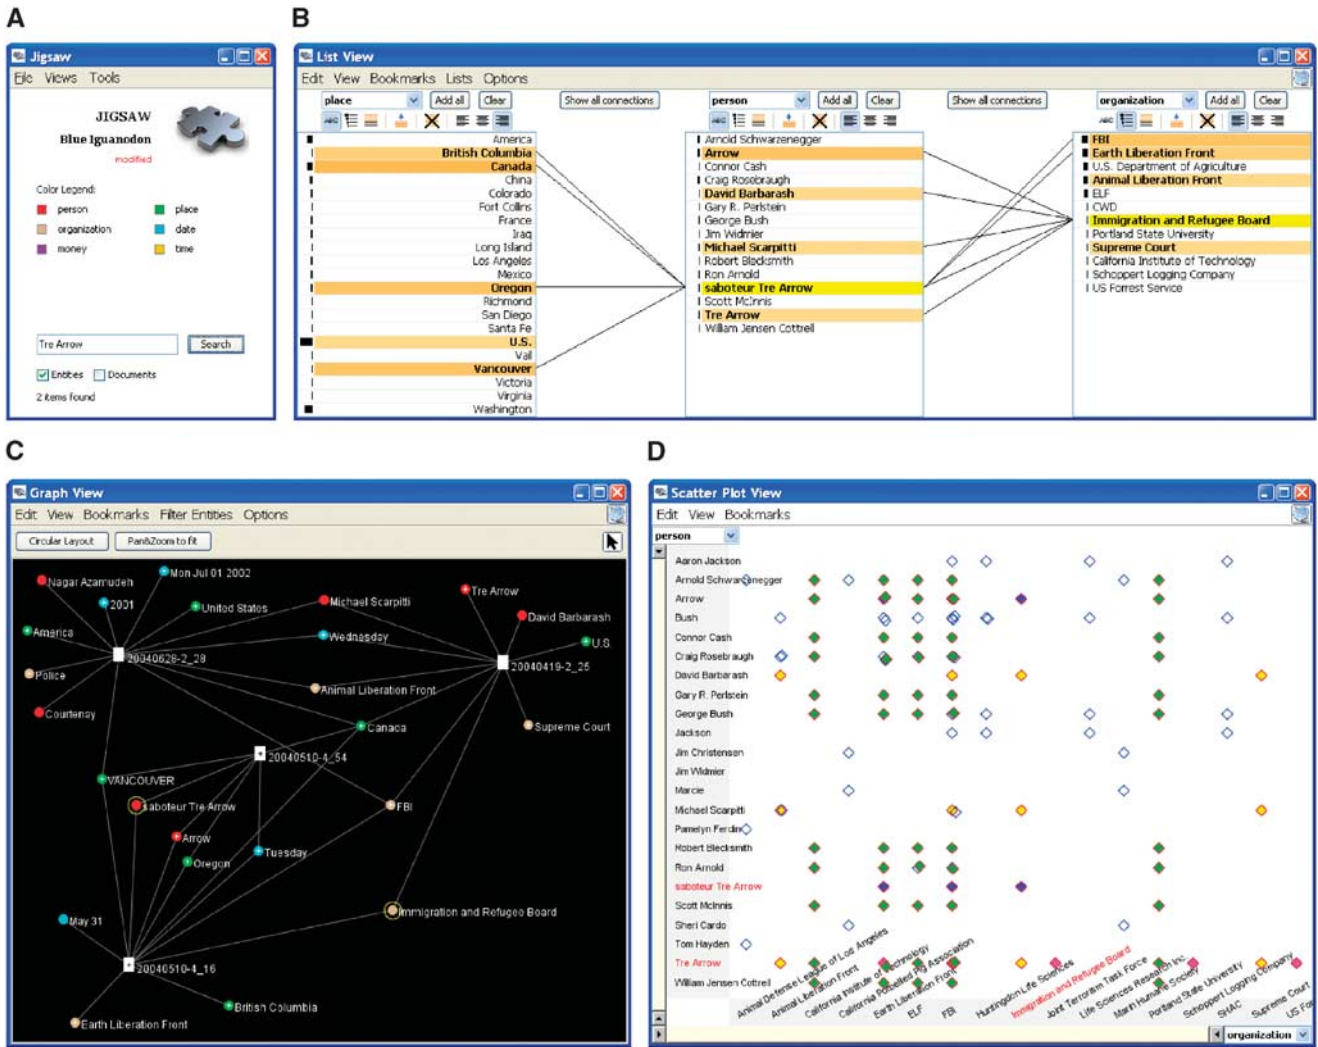 A
B
Jigsaw
File Views Tools
JIGSAW
Blue Iguanodon
modified
Color Legend:
person
place
organization
date
money
time
Tre Arrow
Search
Entities
Documents
2 items found
List View
Edit View Bookmarks Lists Options
place
Add all
Clear
Show all connections
person
Add all
Clear
Show all connections
organization
Add all
Clear
America
British Columbia
Canada
China
Colorado
Fort Collins
France
Iraq
Long Island
Los Angeles
Mexico
Oregon
Richmond
San Diego
Santa Fe
U.S.
Vail
Vancouver
Victoria
Virginia
Washington
Arnold Schwarzenegger
Arrow
Connor Cash
Craig Rosebraugh
David Barbarash
Gary R. Perlstein
George Bush
Jim Widmier
Michael Scarpitti
Robert Blecksmith
Ron Arnold
saboteur Tre Arrow
Scott McInnis
Tre Arrow
William Jensen Cottrell
FBI
Earth Liberation Front
U.S. Department of Agriculture
Animal Liberation Front
ELF
CWD
Immigration and Refugee Board
Portland State University
Supreme Court
California Institute of Technology
Schoppert Logging Company
US Forrest Service
C
D
Graph View
Edit View Bookmarks Filter Entities Options
Circular Layout
Pan&Zoom to fit
Nagar Azamudeh
Mon Jul 01 2002
2001
United States
Michael Scarpitti
Tre Arrow
David Barbarash
America
Wednesday
U.S.
20040628-2_28
20040419-2_25
Police
Animal Liberation Front
Courtenay
Canada
Supreme Court
20040510-4_54
VANCOUVER
saboteur Tre Arrow
FBI
Arrow
Oregon
Tuesday
Immigration and Refugee Board
May 31
20040510-4_16
British Columbia
Earth Liberation Front
Scatter Plot View
Edit View Bookmarks
person
Aaron Jackson
Arnold Schwarzenegger
Arrow
Bush
Connor Cash
Craig Rosebraugh
David Barbarash
Gary R. Perlstein
George Bush
Jackson
Jim Christensen
Jim Widmier
Marcie
Michael Scarpitti
Pamelyn Ferdin
Robert Blecksmith
Ron Arnold
saboteur Tre Arrow
Scott McInnis
Sheri Cardo
Tom Hayden
Tre Arrow
William Jensen Cottrell
Animal Defense League of Los Angeles
Animal Liberation Front
California Institute of Technology
California Potbellied Pig Association
Earth Liberation Front
ELF
FBI
Huntingdon Life Sciences
Immigration and Refugee Board
Joint Terrorism Task Force
Life Sciences Research Inc.
Marin Humane Society
Portland State University
Schoppert Logging Company
SHAC
Supreme Court
US Fo
organization